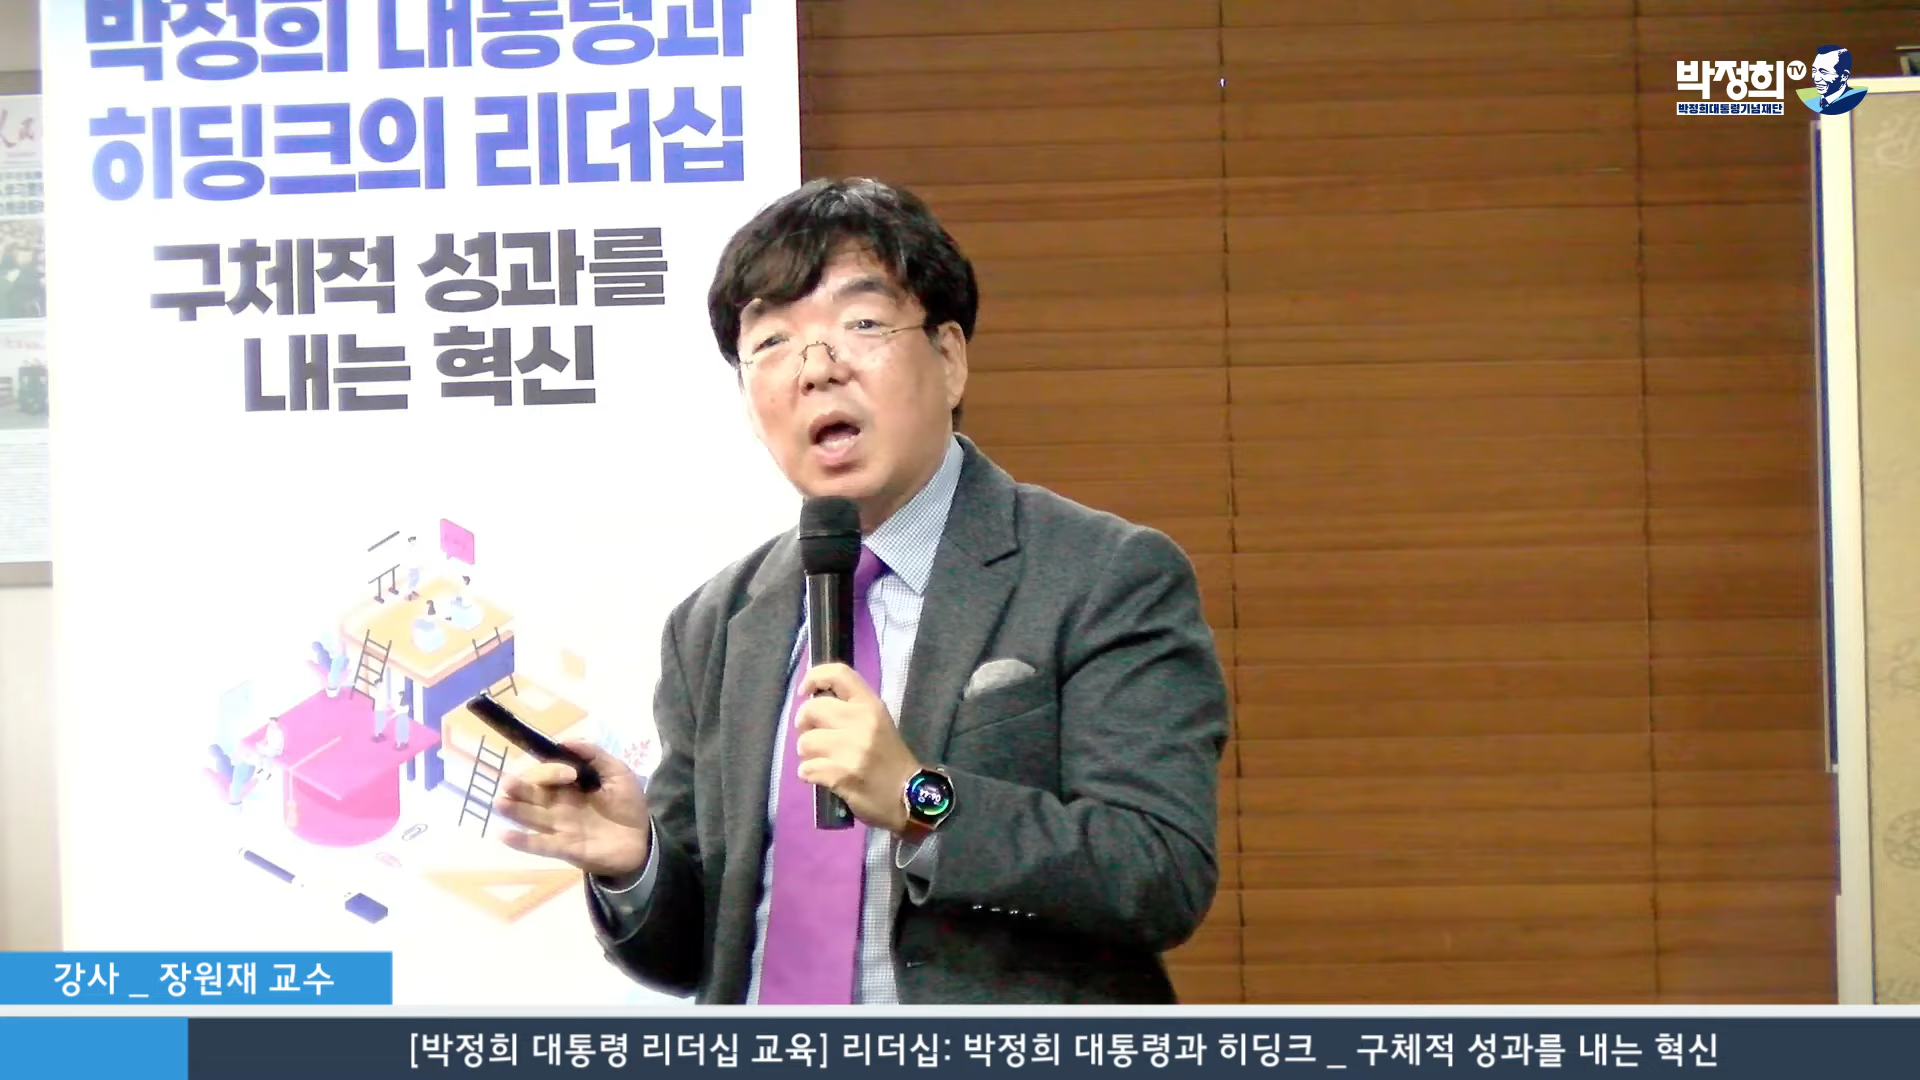 박정희 대통령과
히딩크의 리더십
구체적 성과를
내는 혁신
박정희TV
박정희대통령기념재단
강사 _ 장원재 교수
[박정희 대통령 리더십 교육] 리더십: 박정희 대통령과 히딩크 _ 구체적 성과를 내는 혁신